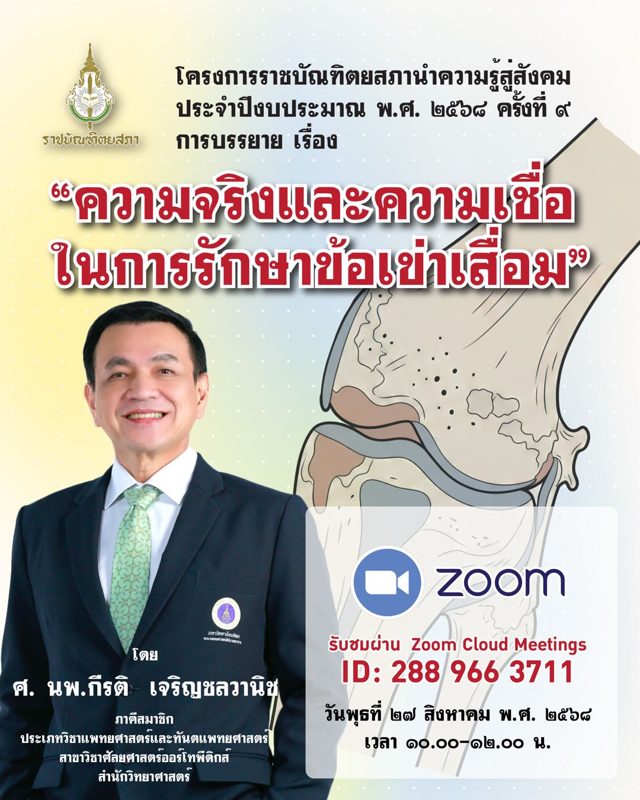 ราชบัณฑิตยสภา
โครงการราชบัณฑิตยสภานำความรู้สู่สังคม
ประจำปีงบประมาณ พ.ศ. ๒๕๖๘ ครั้งที่ ๙
การบรรยาย เรื่อง
“ความจริงและความเชื่อ
ในการรักษาข้อเข่าเสื่อม”
โดย
ศ. นพ.กีรติ เจริญชลวานิช
ภาคีสมาชิก
ประเภทวิชาแพทยศาสตร์และทันตแพทยศาสตร์
สาขาวิชาศัลยศาสตร์ออร์โทพีดิกส์
สำนักวิทยาศาสตร์
zoom
รับชมผ่าน Zoom Cloud Meetings
ID: 288 966 3711
วันพุธที่ ๒๗ สิงหาคม พ.ศ. ๒๕๖๘
เวลา ๑๐.๐๐-๑๒.๐๐ น.